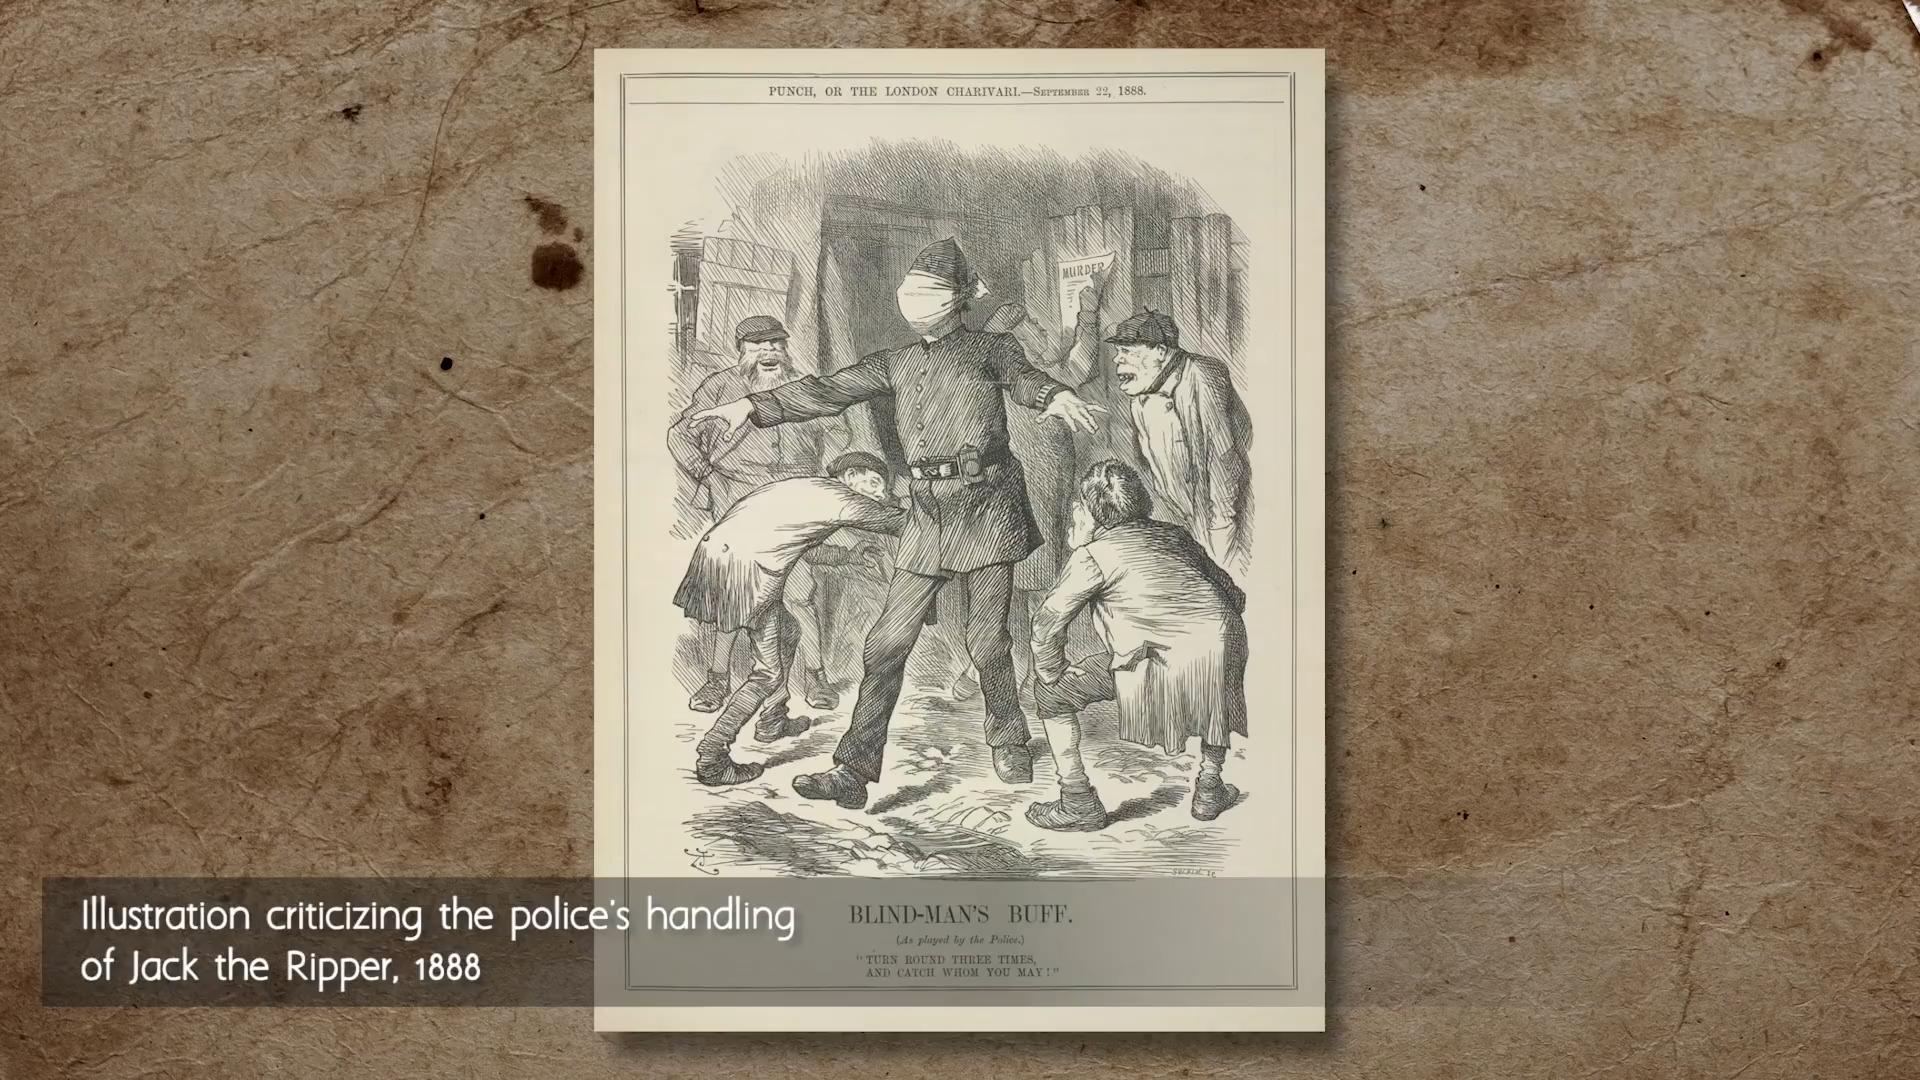 PUNCH, OR THE LONDON CHARIVARI.—SEPTEMBER 22, 1888.
MURDER
BLIND-MAN'S BUFF.
(As played by the Police.)
"TURN ROUND THREE TIMES,
AND CATCH WHOM YOU MAY!"
Illustration criticizing the police's handling
of Jack the Ripper, 1888